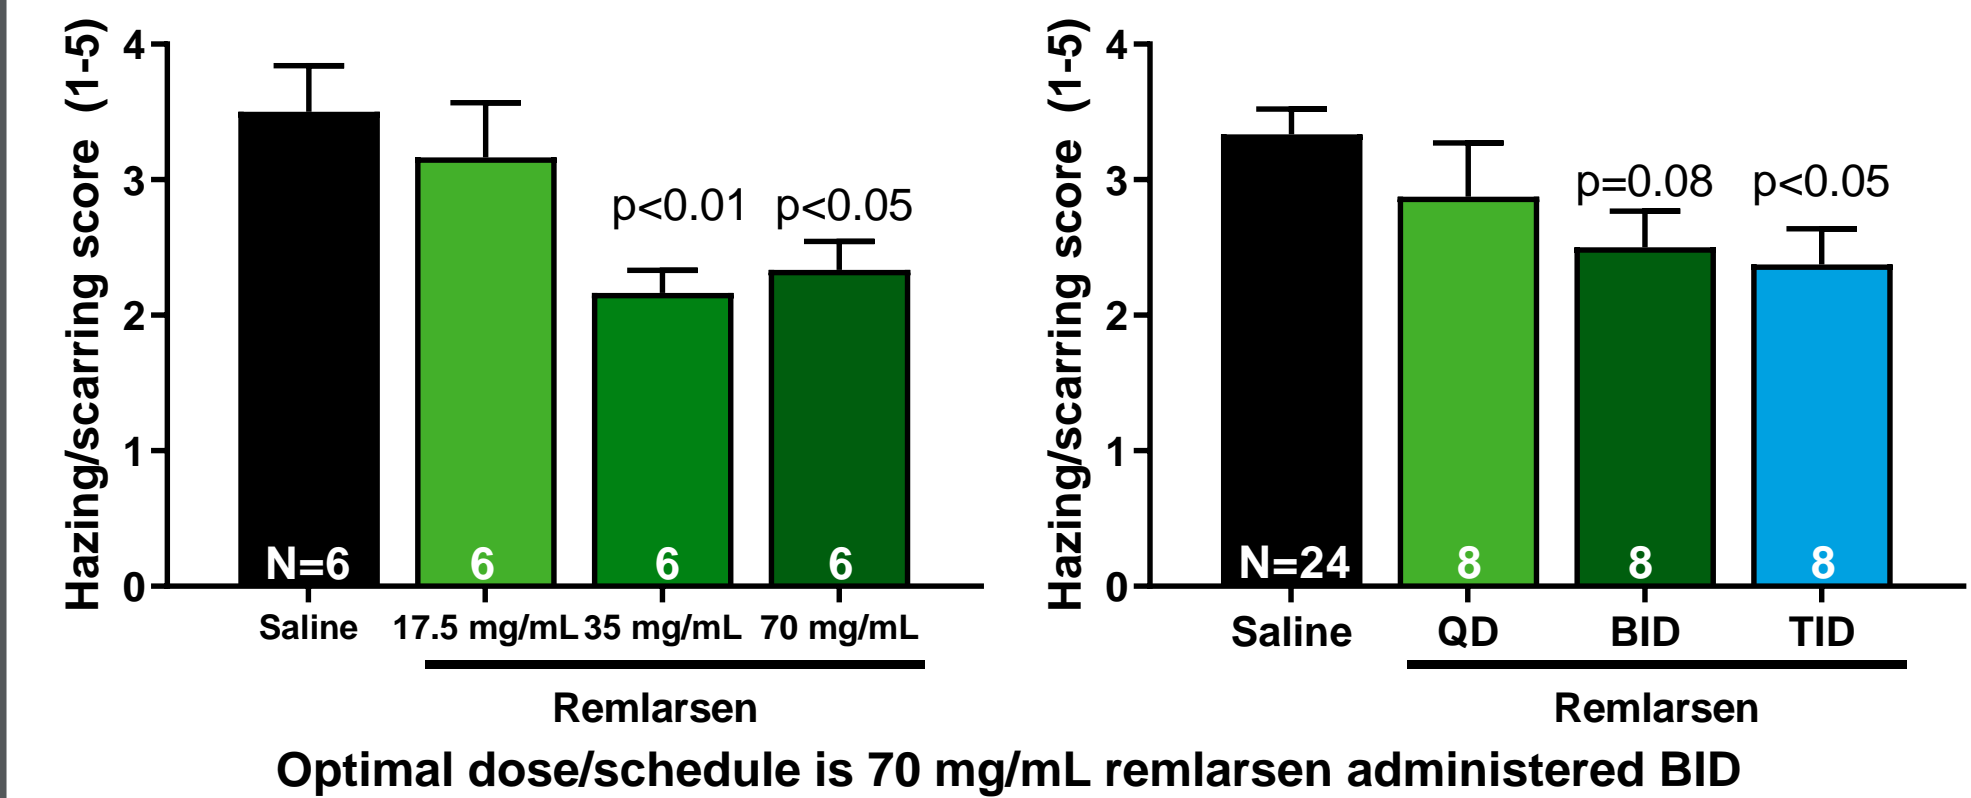 Hazing/scarring score (1-5)
4
3
2
1
0
p<0.01 p<0.05
N=6 6 6 6
Saline 17.5 mg/mL 35 mg/mL 70 mg/mL
Remlarsen
Hazing/scarring score (1-5)
4
3
2
1
0
p=0.08 p<0.05
N=24 8 8 8
Saline QD BID TID
Remlarsen
Optimal dose/schedule is 70 mg/mL remlarsen administered BID